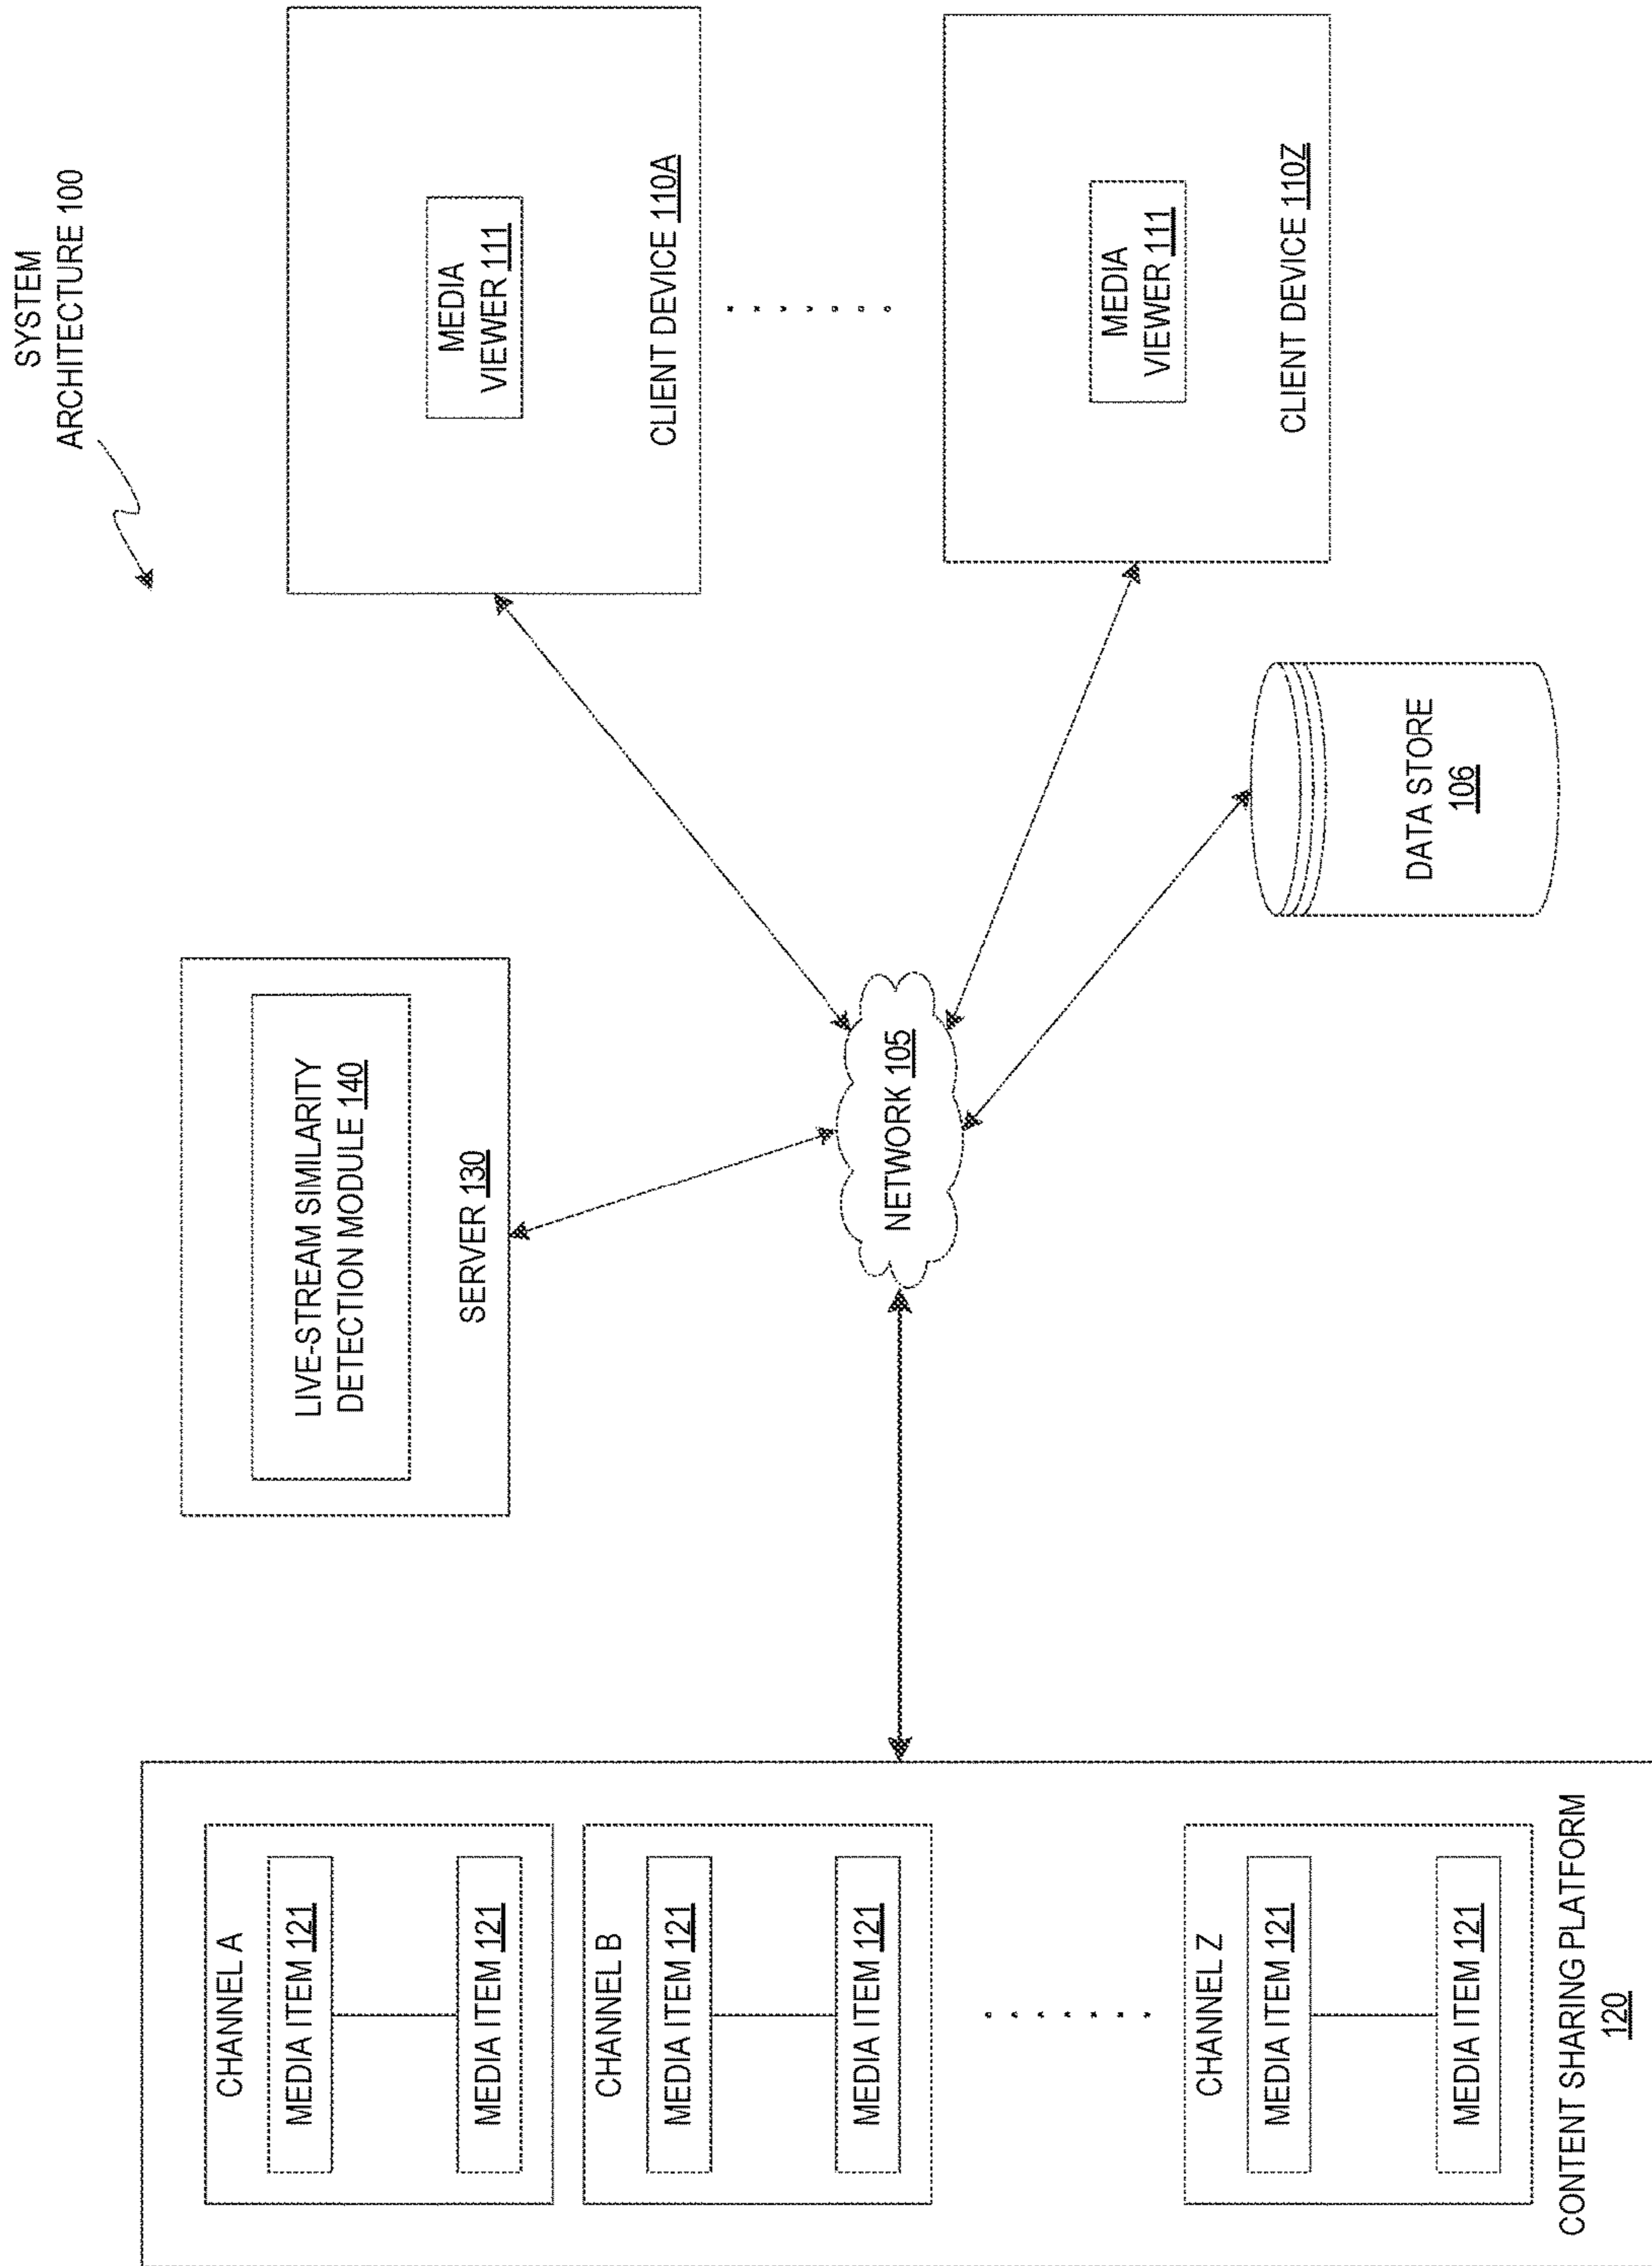 SYSTEM
ARCHITECTURE 100
CHANNEL A
MEDIA ITEM 121
MEDIA ITEM 121
CHANNEL B
MEDIA ITEM 121
MEDIA ITEM 121
CHANNEL Z
MEDIA ITEM 121
MEDIA ITEM 121
CONTENT SHARING PLATFORM
120
LIVE-STREAM SIMILARITY
DETECTION MODULE 140
SERVER 130
NETWORK 105
DATA STORE
106
MEDIA
VIEWER 111
CLIENT DEVICE 110A
MEDIA
VIEWER 111
CLIENT DEVICE 110Z